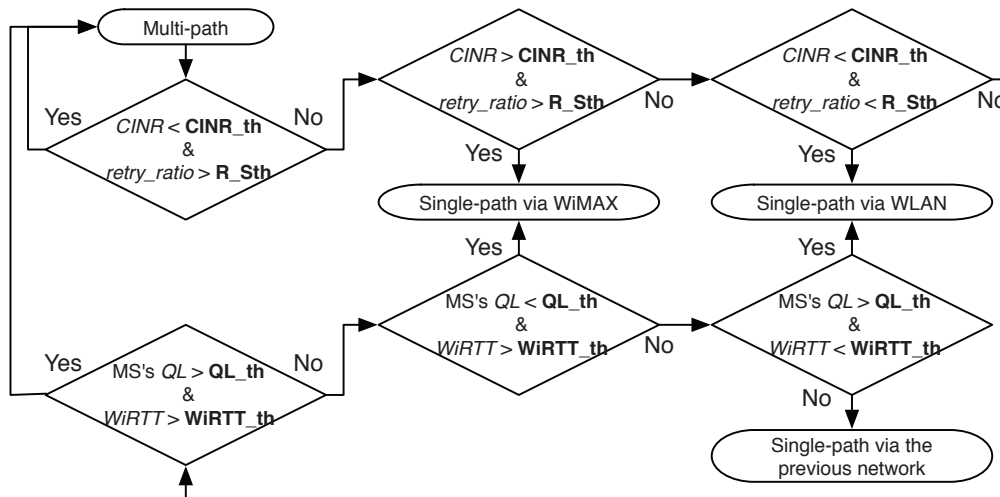 Multi-path
Yes
No
CINR < CINR_th
&
retry_ratio > R_Sth
CINR > CINR_th
&
retry_ratio > R_Sth
No
Yes
CINR < CINR_th
&
retry_ratio < R_Sth
No
Yes
Single-path via WiMAX
Single-path via WLAN
Yes
Yes
MS's QL > QL_th
&
WiRTT > WiRTT_th
Yes
No
MS's QL < QL_th
&
WiRTT > WiRTT_th
No
MS's QL > QL_th
&
WiRTT < WiRTT_th
No
Single-path via the
previous network